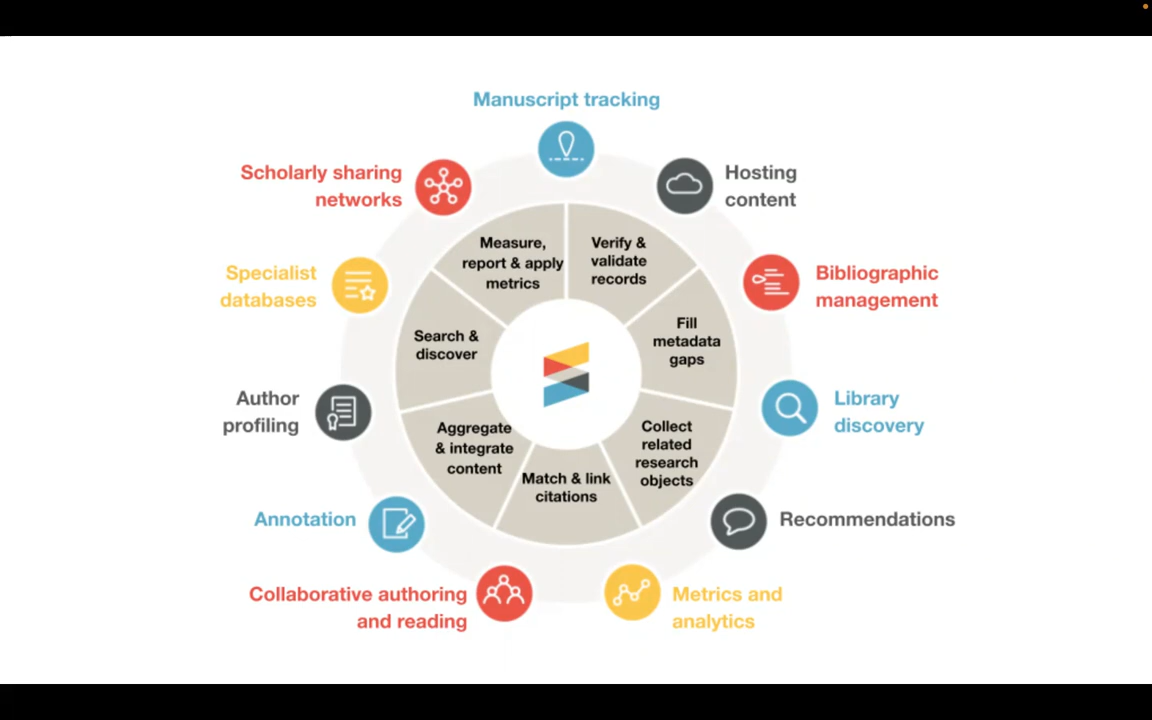 Manuscript tracking
Hosting
content
Bibliographic
management
Library
discovery
Recommendations
Metrics and
analytics
Collaborative authoring
and reading
Annotation
Author
profiling
Specialist
databases
Scholarly sharing
networks
Verify &
validate
records
Fill
metadata
gaps
Collect
related
research
objects
Match & link
citations
Aggregate
& integrate
content
Search &
discover
Measure,
report & apply
metrics